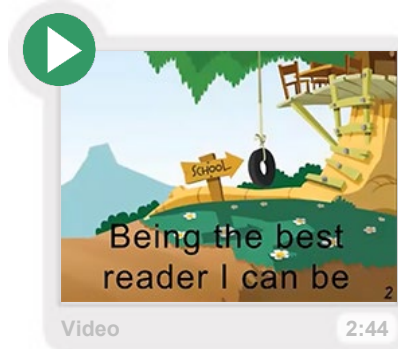 SCHOOL
Being the best
reader I can be
2
Video
2:44